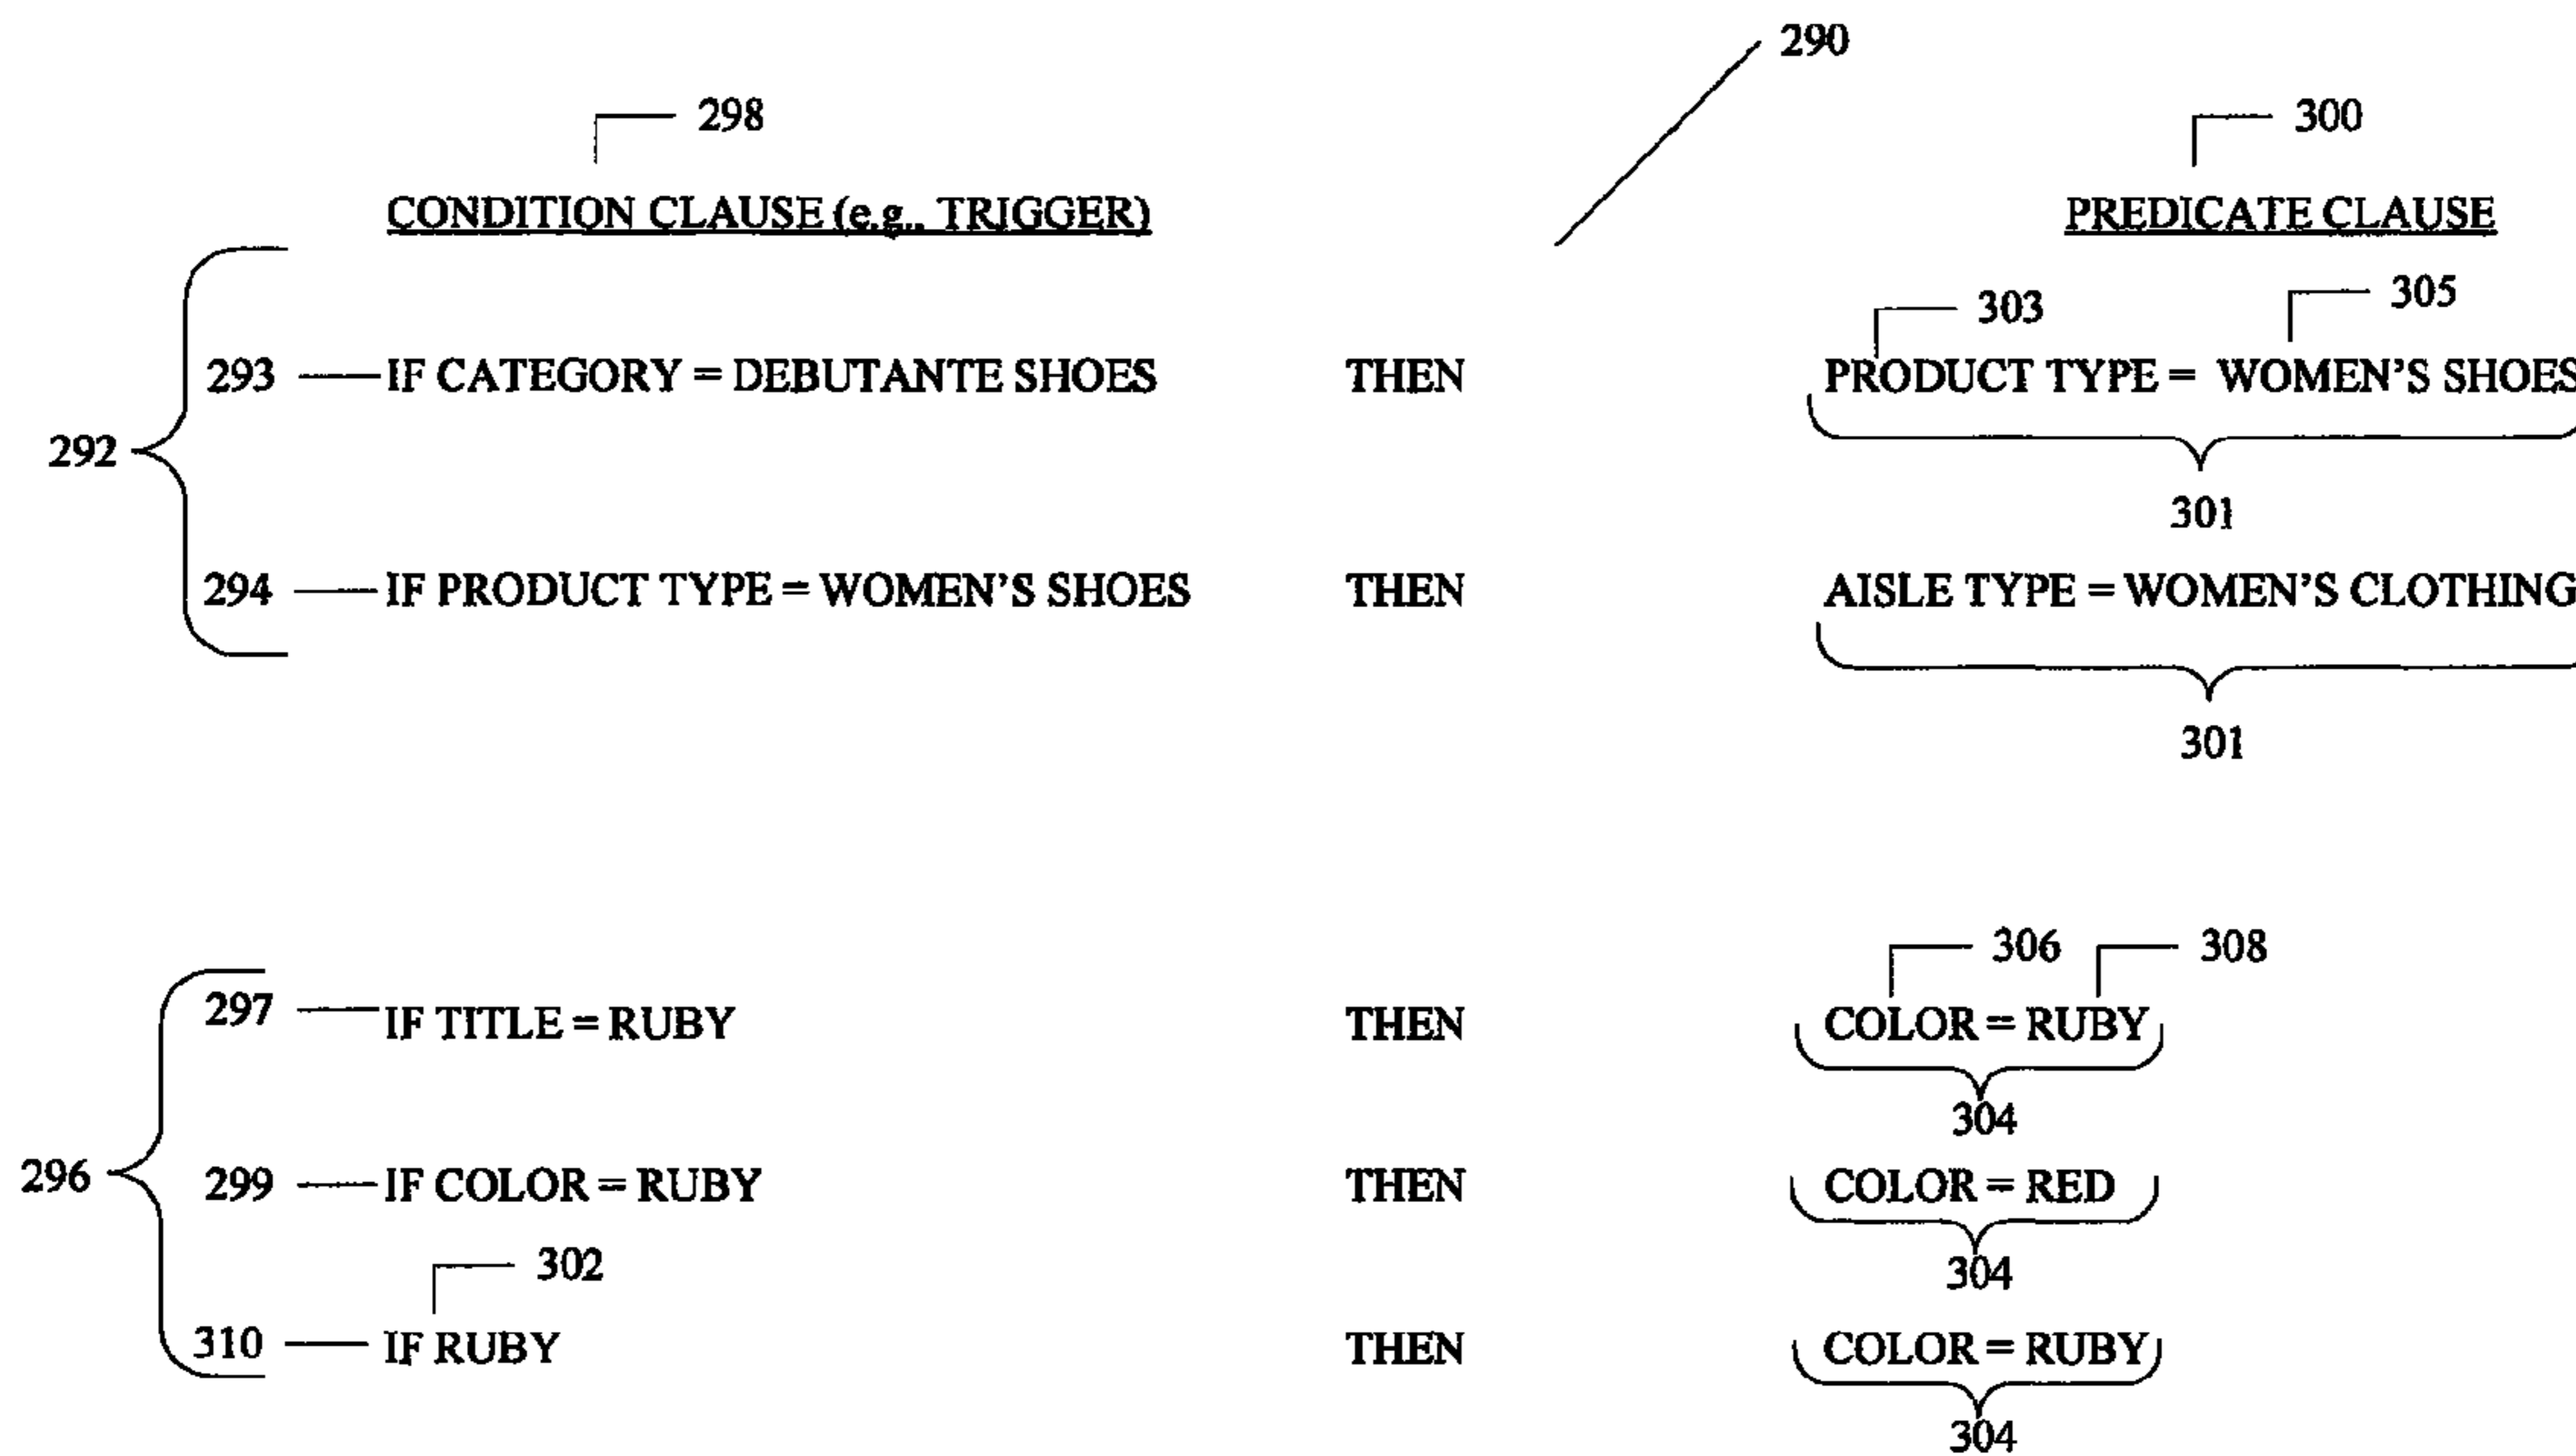 290
298
300
CONDITION CLAUSE (e.g., TRIGGER)
PREDICATE CLAUSE
303
305
293 IF CATEGORY = DEBUTANTE SHOES THEN PRODUCT TYPE = WOMEN'S SHOES
292
301
294 IF PRODUCT TYPE = WOMEN'S SHOES THEN AISLE TYPE = WOMEN'S CLOTHING
301
306
308
297 IF TITLE = RUBY THEN COLOR = RUBY
304
296
299 IF COLOR = RUBY THEN COLOR = RED
302
304
310 IF RUBY THEN COLOR = RUBY
304